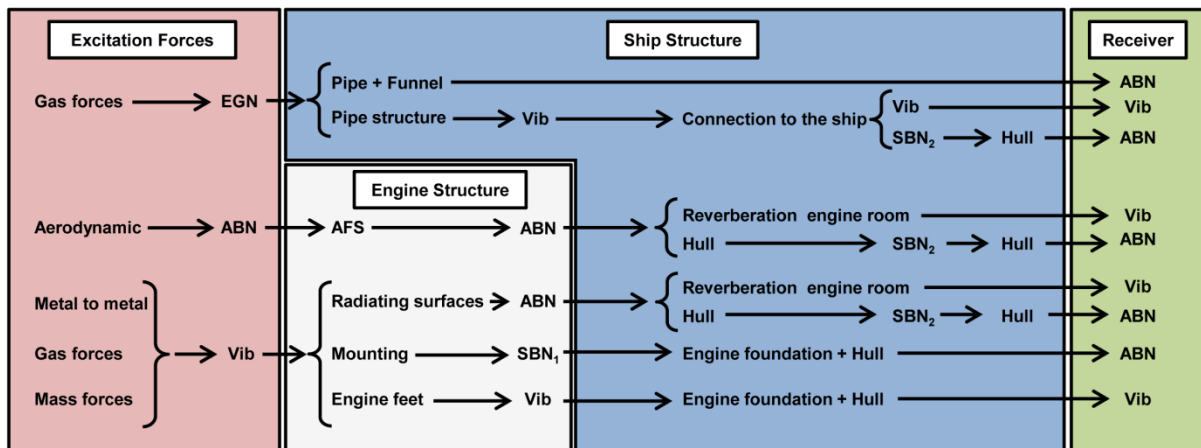 Excitation Forces Ship Structure Receiver
Pipe + Funnel ABN
Gas forces EGN Vib Vib
Pipe structure Vib Connection to the ship
SBN₂ Hull ABN
Engine Structure
Reverberation engine room Vib
Aerodynamic ABN AFS ABN
Hull SBN₂ Hull ABN
Reverberation engine room Vib
Metal to metal Radiating surfaces ABN
Hull SBN₂ Hull ABN
Gas forces Vib Mounting SBN₁ Engine foundation + Hull ABN
Mass forces Engine feet Vib Engine foundation + Hull Vib